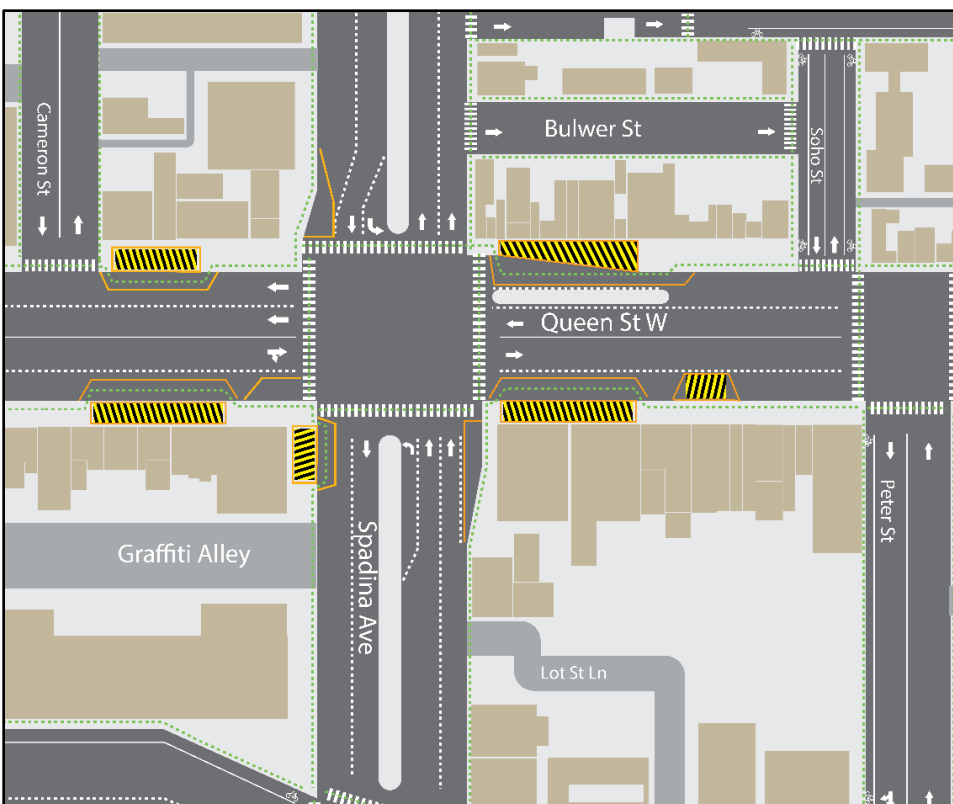 Cameron St
Bulwer St
Soho St
Queen St W
Peter St
Spadina Ave
Graffiti Alley
Lot St Ln